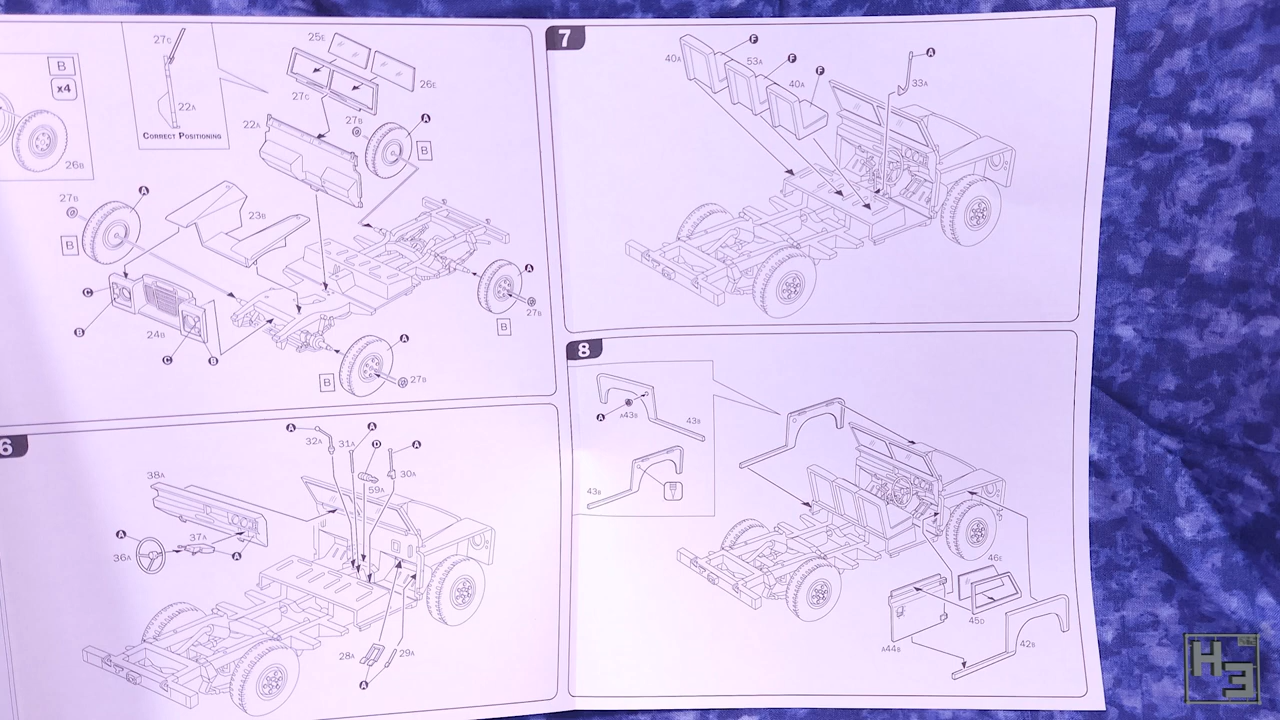 B
x4
26B
27C
22A
CORRECT POSITIONING
25E
26E
27C
27B
22A
A
B
27B
A
B
23B
C
B
24B
C
B
A
27B
B
A
B
27B
6
38A
A
36A
37A
A
A
32A
31A
A
D
59A
A
30A
28A
29A
A
7
40A
F
53A
F
40A
F
A
33A
8
A
A43B
43B
43B
46E
45D
A44B
42B
H3